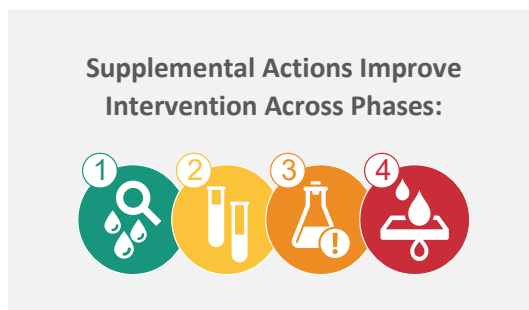 Supplemental Actions Improve
Intervention Across Phases:
1 2 3 4
!